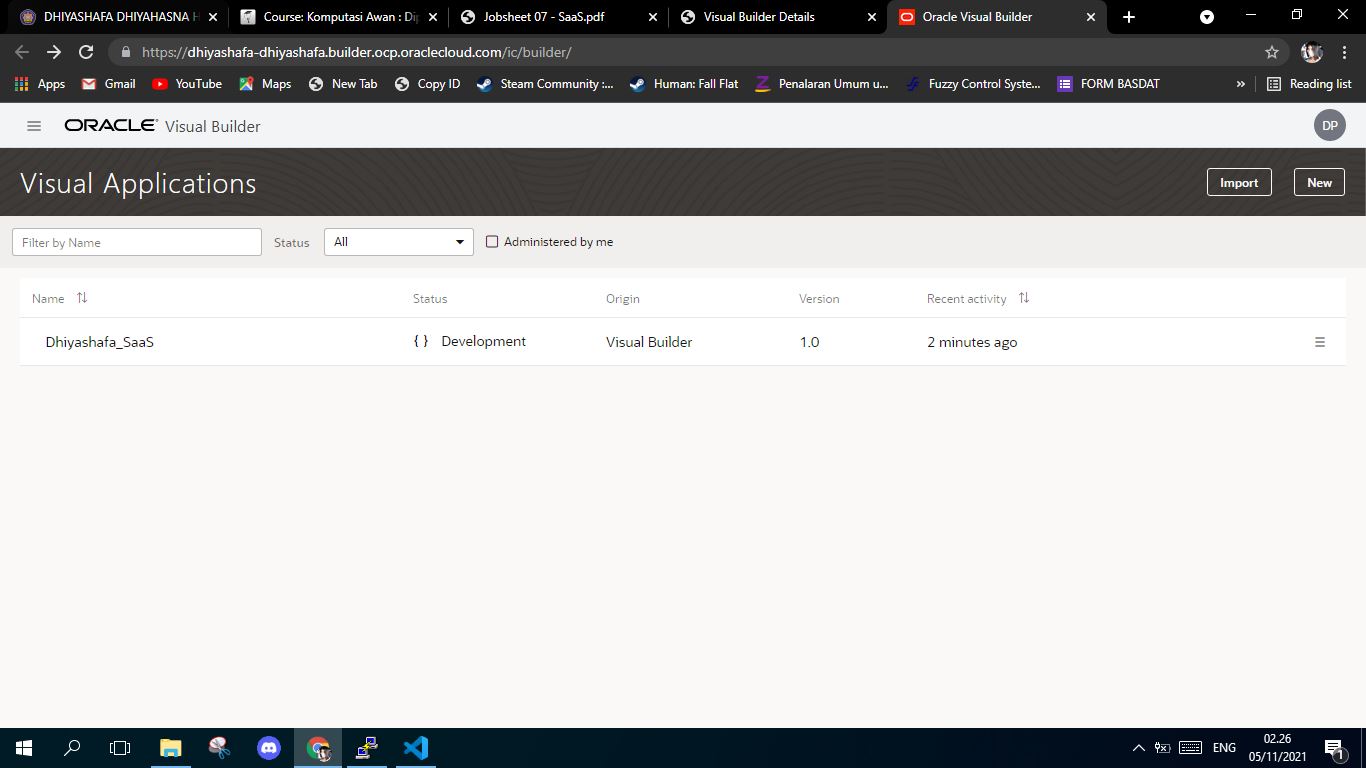 DHIYASHAFA DHIYAHASNA H
Course: Komputasi Awan : Dip
Jobsheet 07 - SaaS.pdf
Visual Builder Details
Oracle Visual Builder
https://dhiyashafa-dhiyashafa.builder.ocp.oraclecloud.com/ic/builder/
Apps Gmail YouTube Maps New Tab Copy ID Steam Community :... Human: Fall Flat Penalaran Umum u... Fuzzy Control Syste... FORM BASDAT » Reading list
ORACLE Visual Builder DP
Visual Applications Import New
Filter by Name Status All Administered by me
Name Status Origin Version Recent activity
Dhiyashafa_SaaS { } Development Visual Builder 1.0 2 minutes ago
ENG
02.26
05/11/2021
1